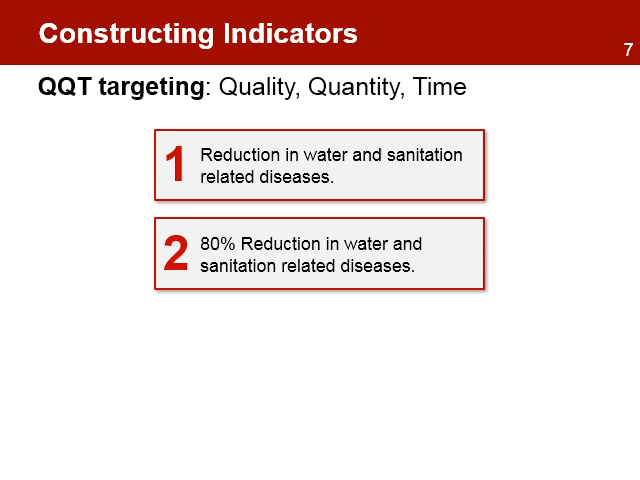 Constructing Indicators
7
QQT targeting: Quality, Quantity, Time
1
Reduction in water and sanitation
related diseases.
2
80% Reduction in water and
sanitation related diseases.